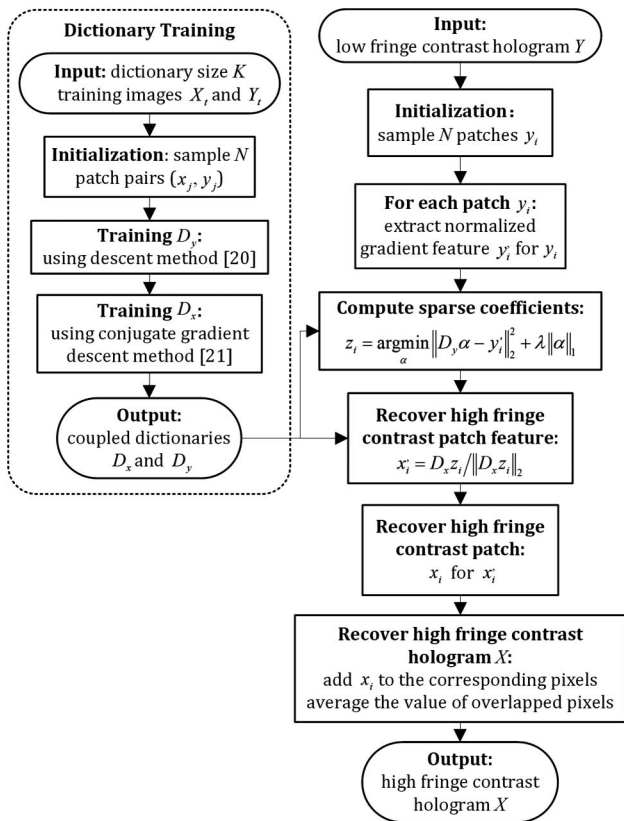 Dictionary Training
Input: dictionary size K
training images X_t and Y_t
Initialization: sample N
patch pairs (x_j, y_j)
Training D_y:
using descent method [20]
Training D_x:
using conjugate gradient
descent method [21]
Output:
coupled dictionaries
D_x and D_y
Input:
low fringe contrast hologram Y
Initialization:
sample N patches y_i
For each patch y_i:
extract normalized
gradient feature y_i' for y_i
Compute sparse coefficients:
z_i = argmin_α ‖D_y α − y_i'‖_2^2 + λ‖α‖_1
Recover high fringe
contrast patch feature:
x_i' = D_x z_i / ‖D_x z_i‖_2
Recover high fringe
contrast patch:
x_i for x_i'
Recover high fringe contrast
hologram X:
add x_i to the corresponding pixels
average the value of overlapped pixels
Output:
high fringe contrast
hologram X